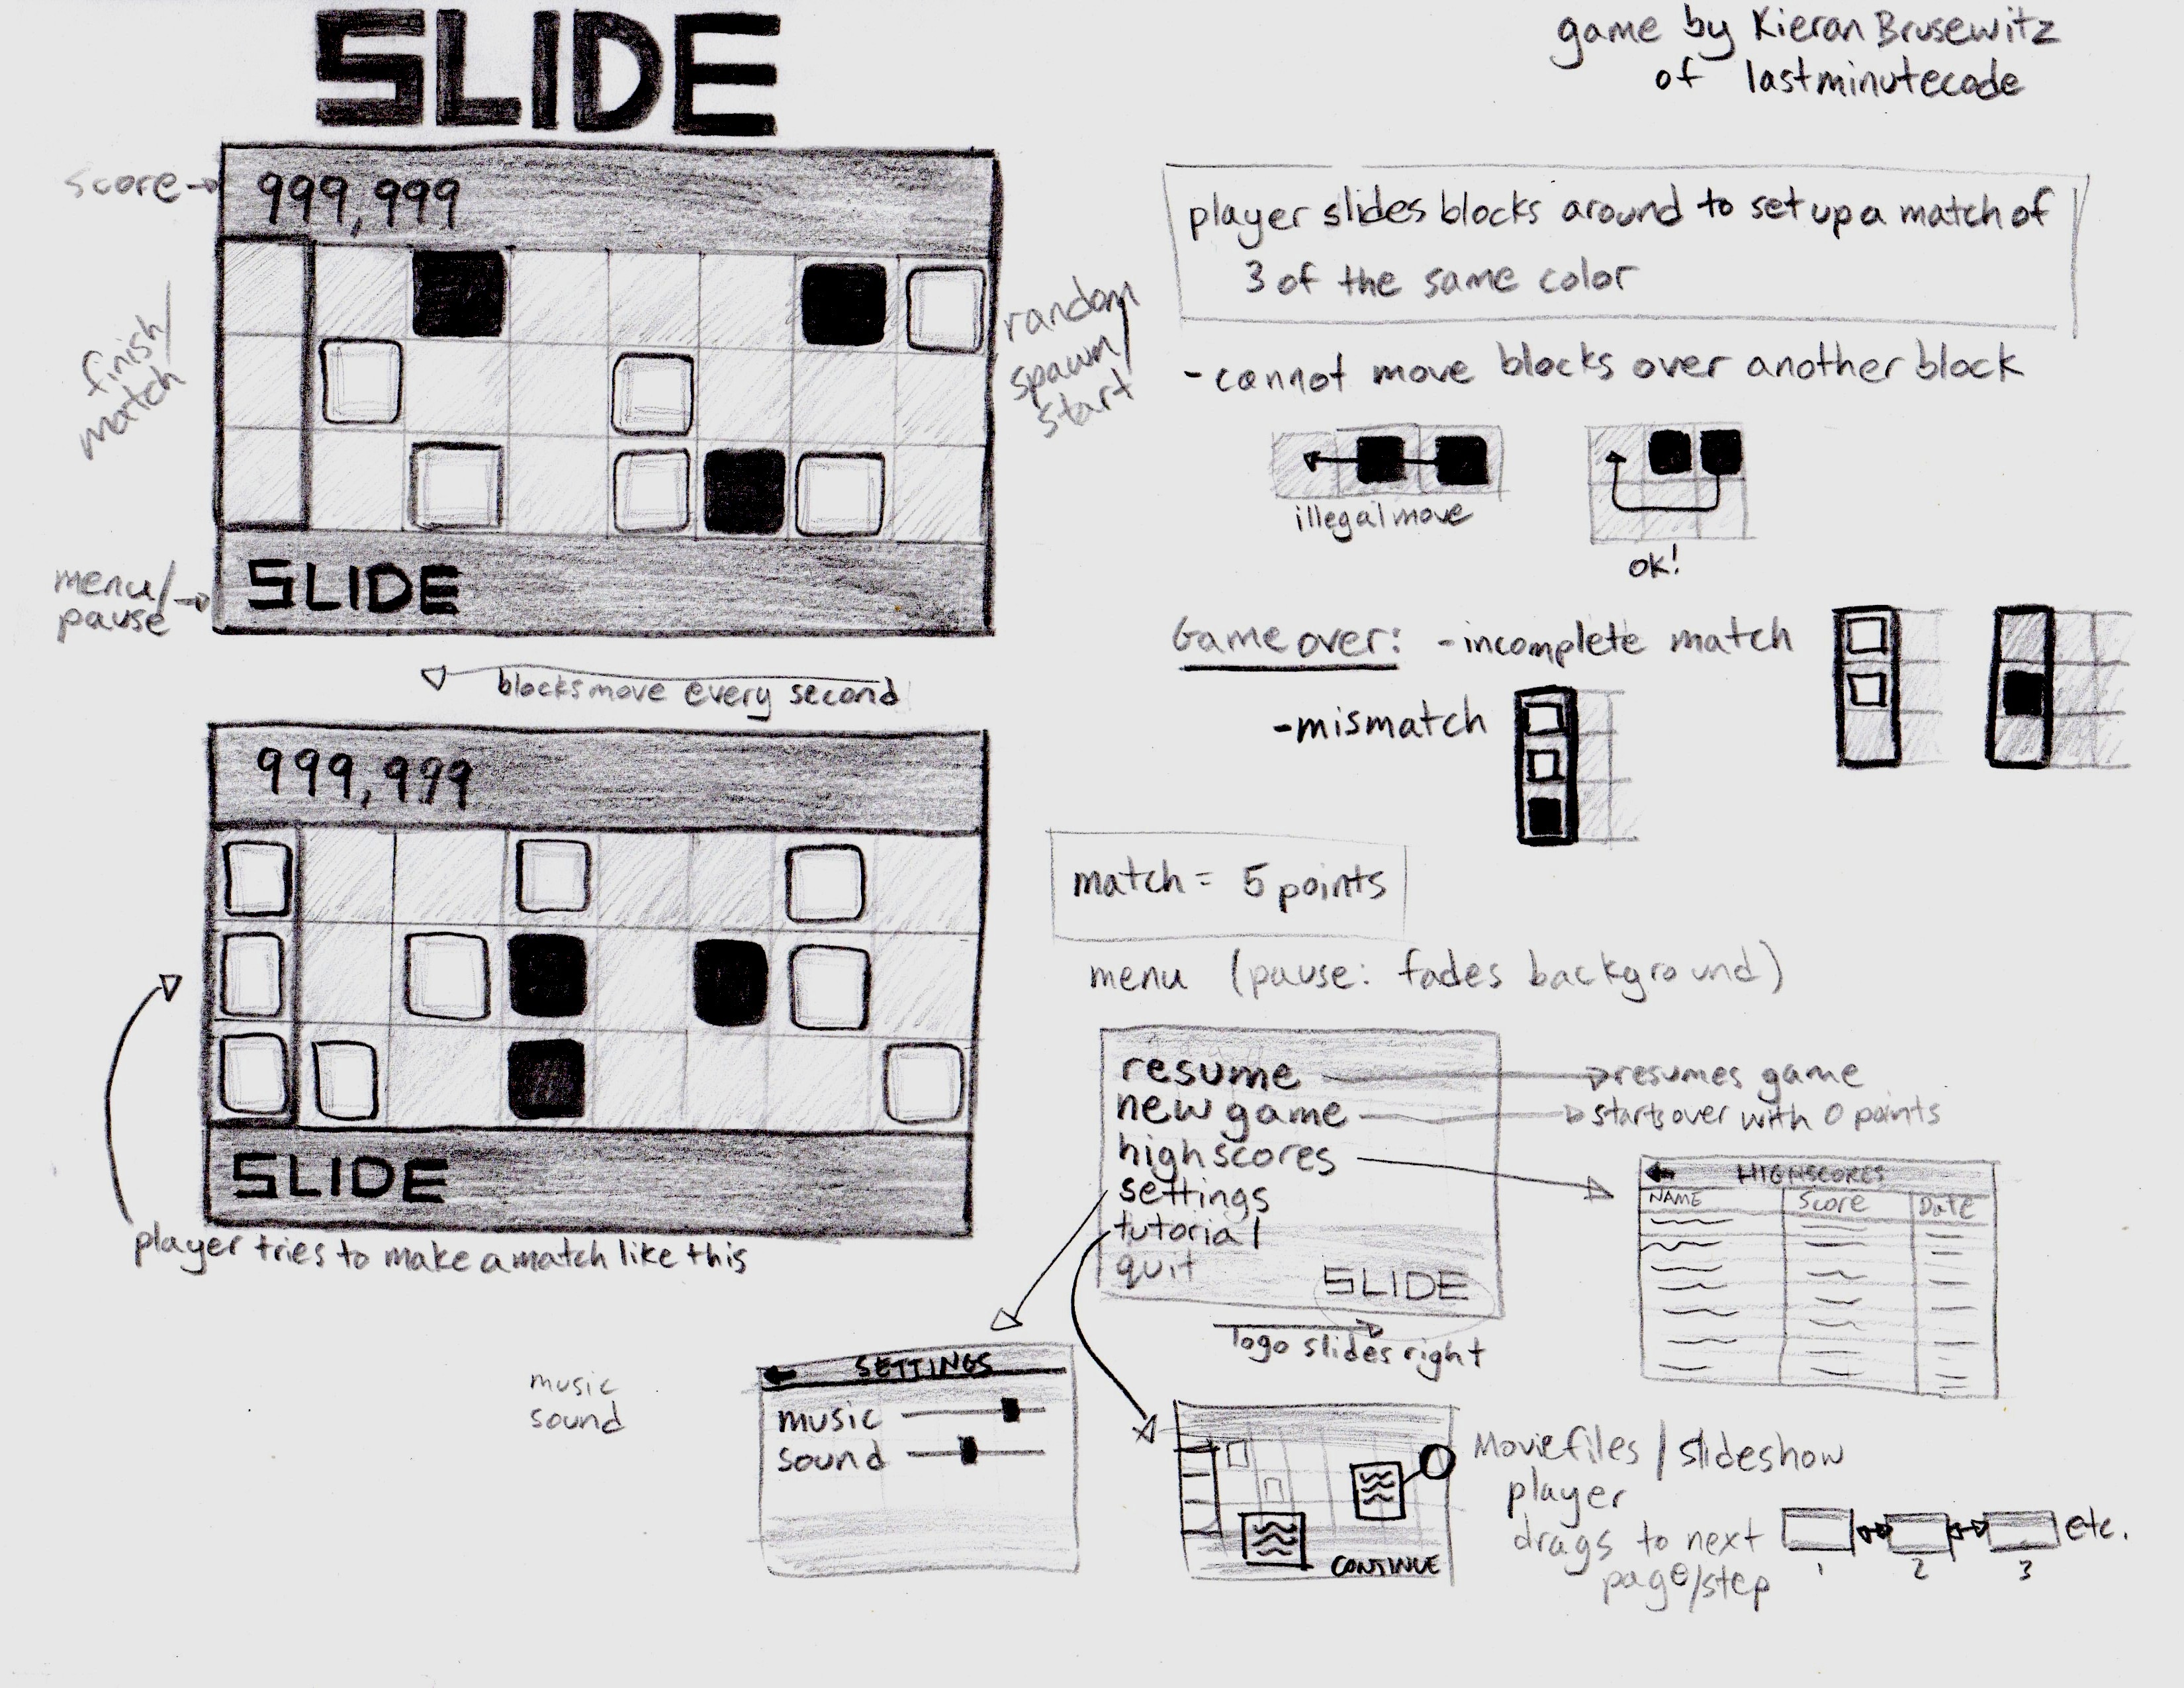 SLIDE
game by Kieran Brusewitz
of lastminutecode
score
999,999
finish/
match
random
spawn/
start
menu/
pause
SLIDE
blocks move every second
player slides blocks around to set up a match of
3 of the same color
- cannot move blocks over another block
illegal move
ok!
Game over: - incomplete match
- mismatch
999,999
SLIDE
player tries to make a match like this
match = 5 points
menu (pause: fades background)
resume
resumes game
new game
starts over with 0 points
highscores
settings
tutorial
quit
SLIDE
logo slides right
HIGHSCORES
NAME
Score
DATE
music
sound
SETTINGS
music
sound
CONTINUE
Moviefiles / slideshow
player
drags to next
page/step
1
2
3
etc.